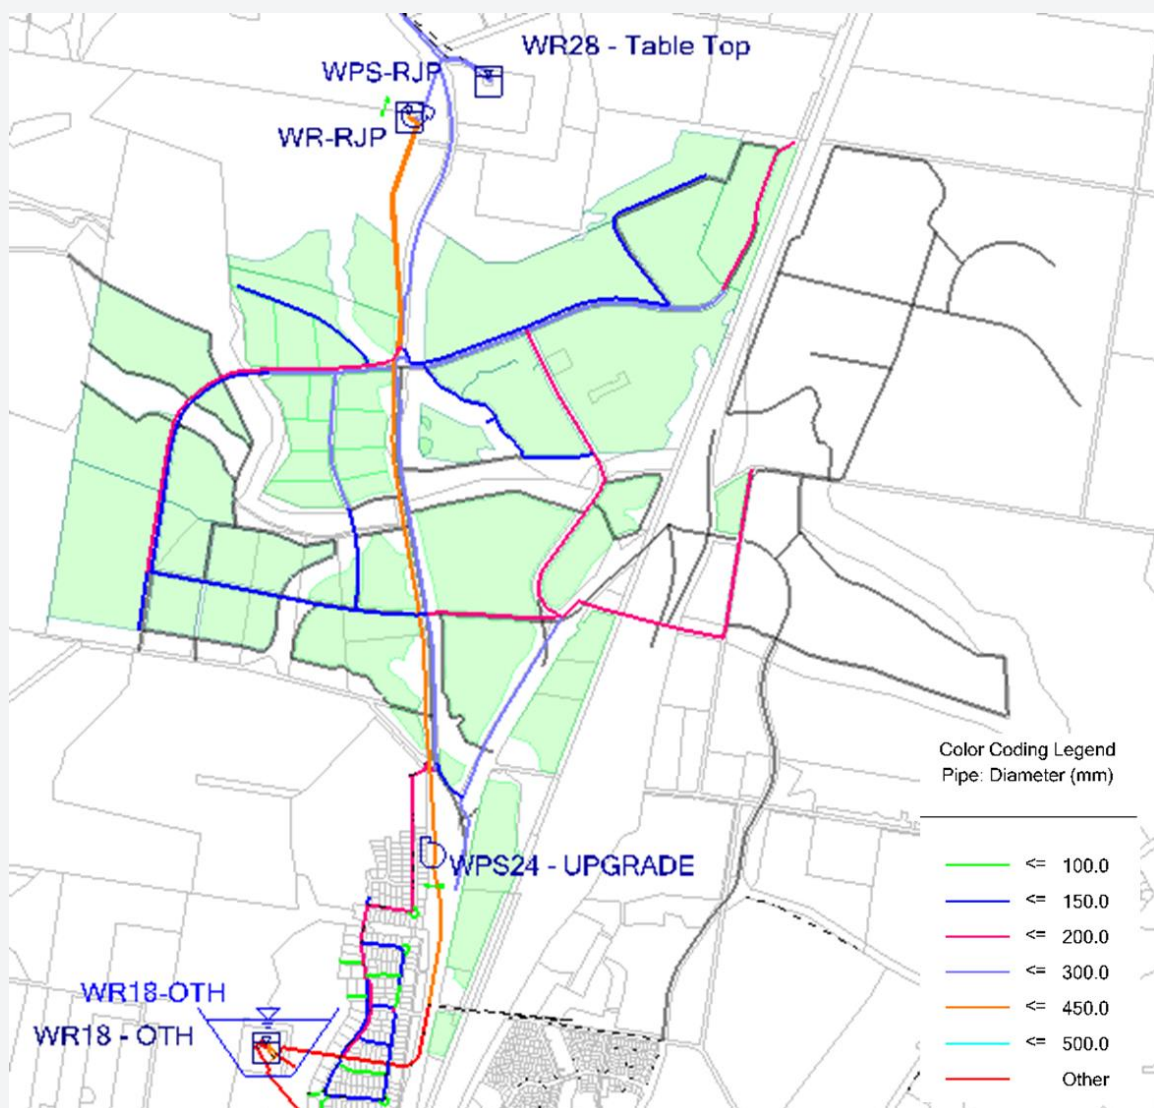 WR28 - Table Top
WPS-RJP
WR-RJP
Color Coding Legend
Pipe: Diameter (mm)
<= 100.0
<= 150.0
<= 200.0
<= 300.0
<= 450.0
<= 500.0
Other
WPS24 - UPGRADE
WR18-OTH
WR18 - OTH